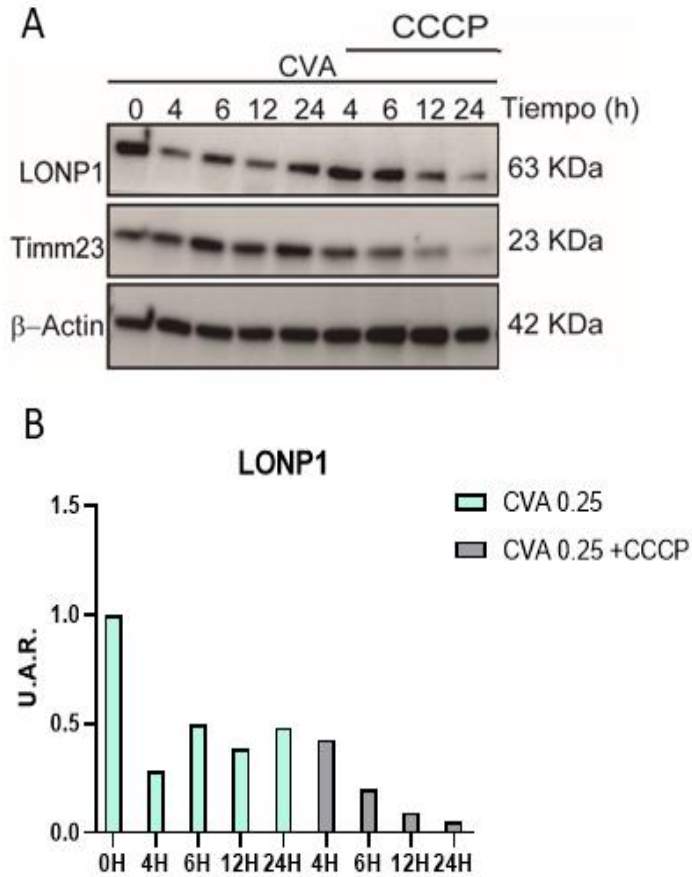 A
CCCP
CVA
0 4 6 12 24 4 6 12 24 Tiempo (h)
LONP1 63 KDa
Timm23 23 KDa
β–Actin 42 KDa
B
LONP1
CVA 0.25
CVA 0.25 +CCCP
1.5
1.0
0.5
0.0
U.A.R.
0H 4H 6H 12H 24H 4H 6H 12H 24H